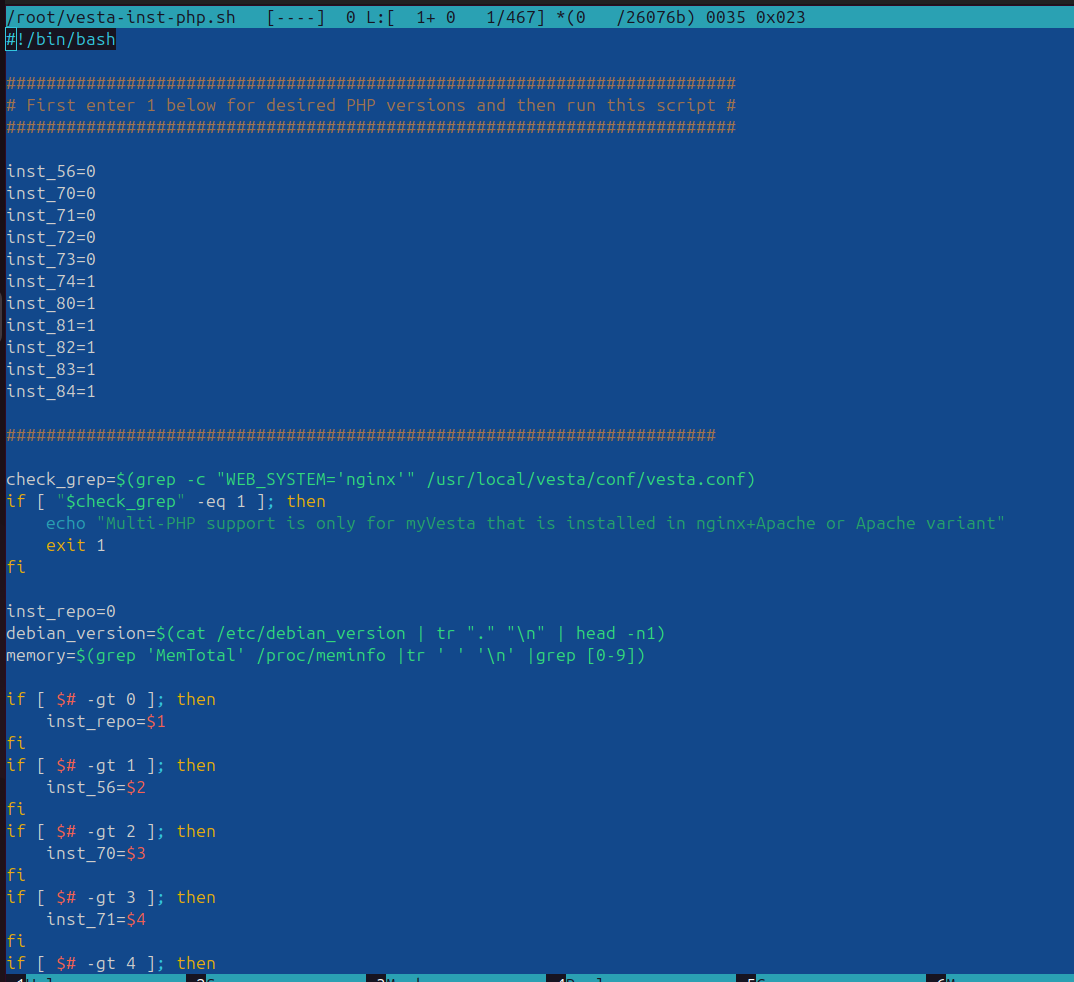 /root/vesta-inst-php.sh   [----]  0 L:[  1+ 0   1/467] *(0   /26076b) 0035 0x023
#!/bin/bash
#########################################################################
# First enter 1 below for desired PHP versions and then run this script #
#########################################################################
inst_56=0
inst_70=0
inst_71=0
inst_72=0
inst_73=0
inst_74=1
inst_80=1
inst_81=1
inst_82=1
inst_83=1
inst_84=1
#######################################################################
check_grep=$(grep -c "WEB_SYSTEM='nginx'" /usr/local/vesta/conf/vesta.conf)
if [ "$check_grep" -eq 1 ]; then
    echo "Multi-PHP support is only for myVesta that is installed in nginx+Apache or Apache variant"
    exit 1
fi
inst_repo=0
debian_version=$(cat /etc/debian_version | tr "." "\n" | head -n1)
memory=$(grep 'MemTotal' /proc/meminfo |tr ' ' '\n' |grep [0-9])
if [ $# -gt 0 ]; then
    inst_repo=$1
fi
if [ $# -gt 1 ]; then
    inst_56=$2
fi
if [ $# -gt 2 ]; then
    inst_70=$3
fi
if [ $# -gt 3 ]; then
    inst_71=$4
fi
if [ $# -gt 4 ]; then